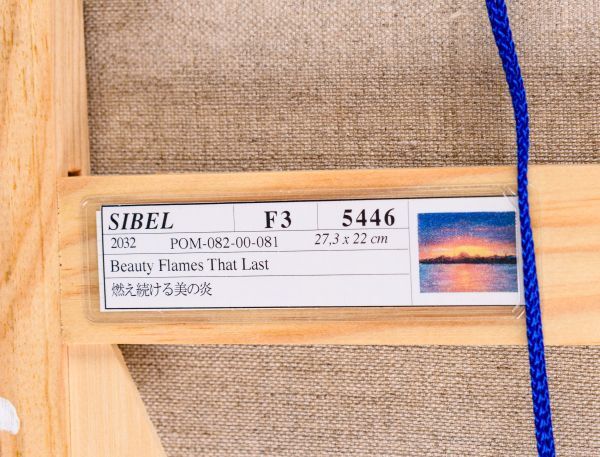 SIBEL F3 5446
2032 POM-082-00-081 27,3 x 22 cm
Beauty Flames That Last
燃え続ける美の炎